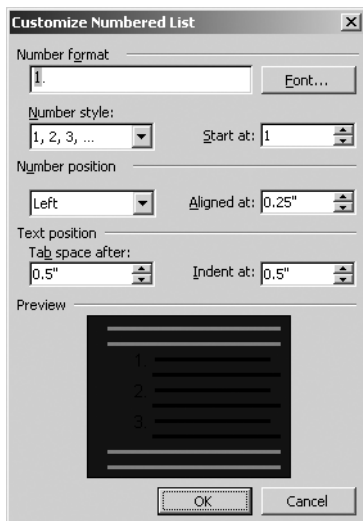 Customize Numbered List
Number format
1.
Font...
Number style:
1, 2, 3, ...
Start at: 1
Number position
Left
Aligned at: 0.25"
Text position
Tab space after:
0.5"
Indent at: 0.5"
Preview
1.
2.
3.
OK
Cancel